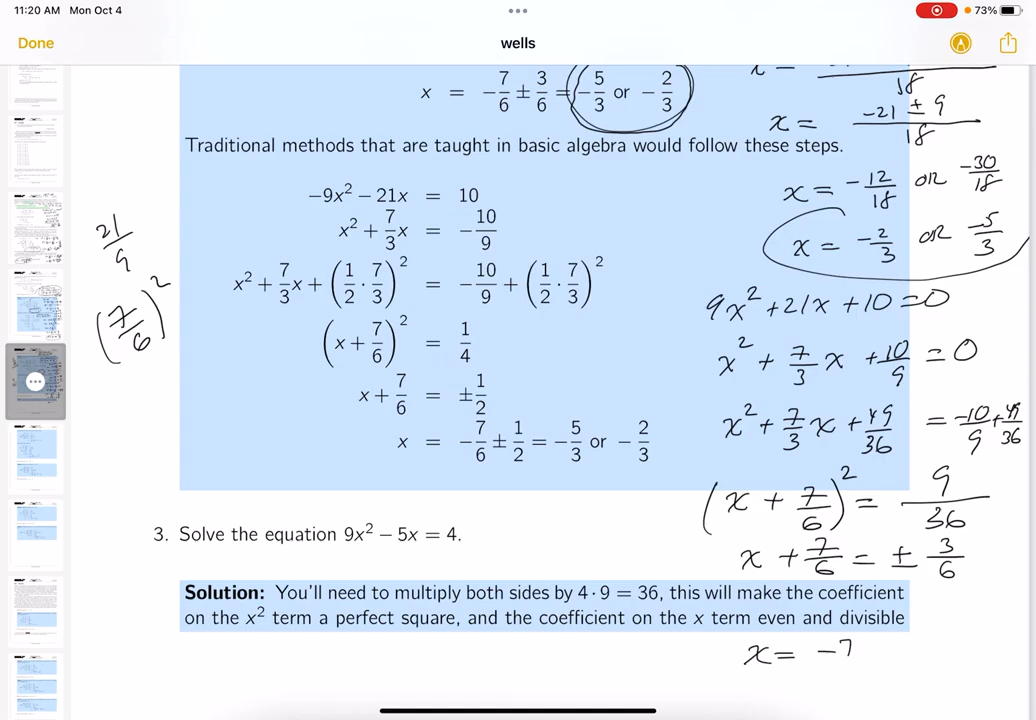 11:20 AM Mon Oct 4
73%
Done
wells
x = -7/6 ± 3/6 = -5/3 or -2/3
18
x = -21 ± 9 / 18
Traditional methods that are taught in basic algebra would follow these steps.
x = -12/18 OR -30/18
x = -2/3 OR -5/3
-9x² - 21x = 10
x² + 7/3 x = -10/9
x² + 7/3 x + (1/2 · 7/3)² = -10/9 + (1/2 · 7/3)²
(x + 7/6)² = 1/4
x + 7/6 = ±1/2
x = -7/6 ± 1/2 = -5/3 or -2/3
21/9
(7/6)²
9x² + 21x + 10 = 0
x² + 7/3 x + 10/9 = 0
x² + 7/3 x + 49/36 = -10/9 + 49/36
(x + 7/6)² = 9/36
x + 7/6 = ± 3/6
3. Solve the equation 9x² - 5x = 4.
Solution: You'll need to multiply both sides by 4 · 9 = 36, this will make the coefficient
on the x² term a perfect square, and the coefficient on the x term even and divisible
x = -7